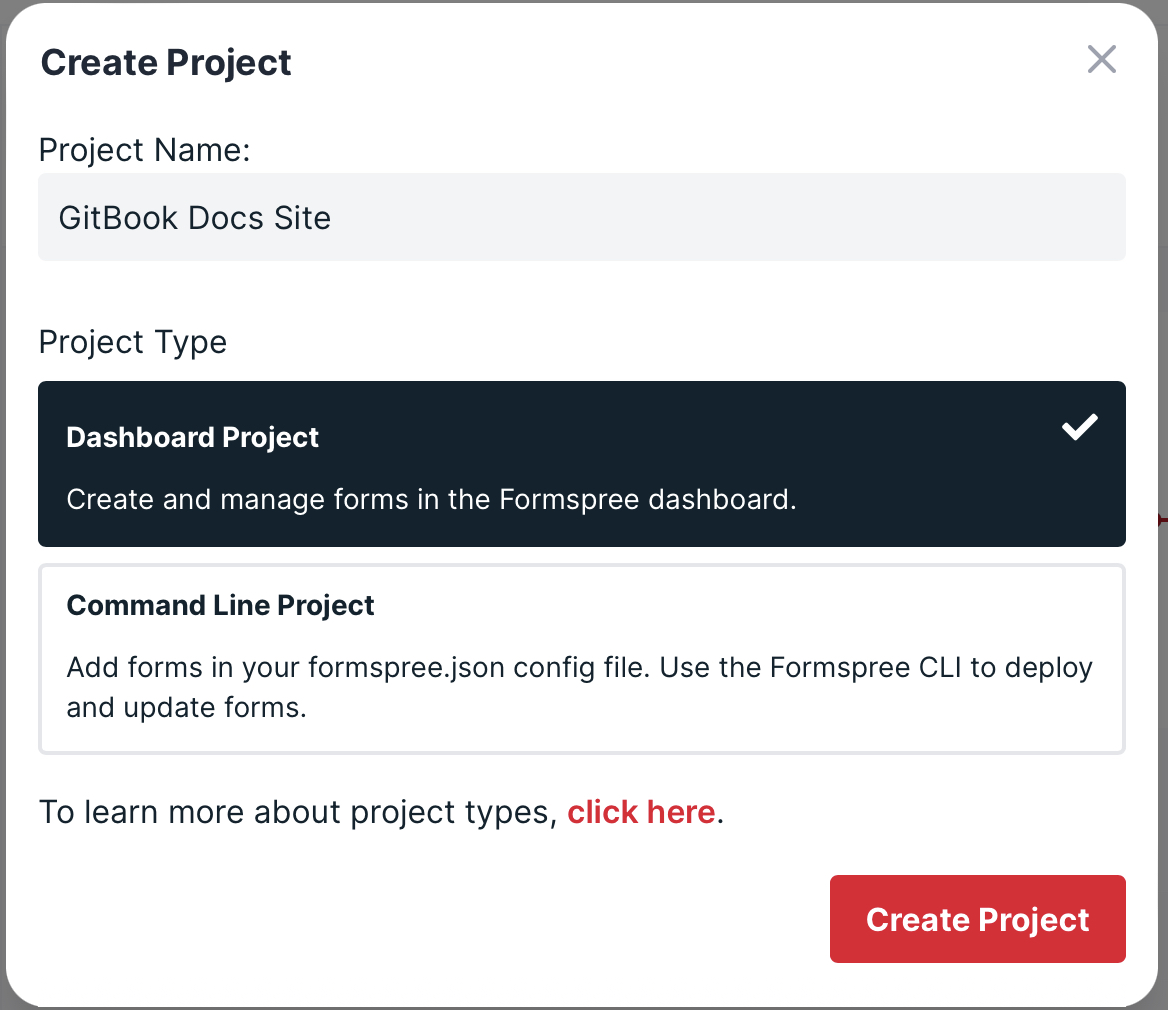 Create Project
Project Name:
GitBook Docs Site
Project Type
Dashboard Project
Create and manage forms in the Formspree dashboard.
Command Line Project
Add forms in your formspree.json config file. Use the Formspree CLI to deploy
and update forms.
To learn more about project types, click here.
Create Project